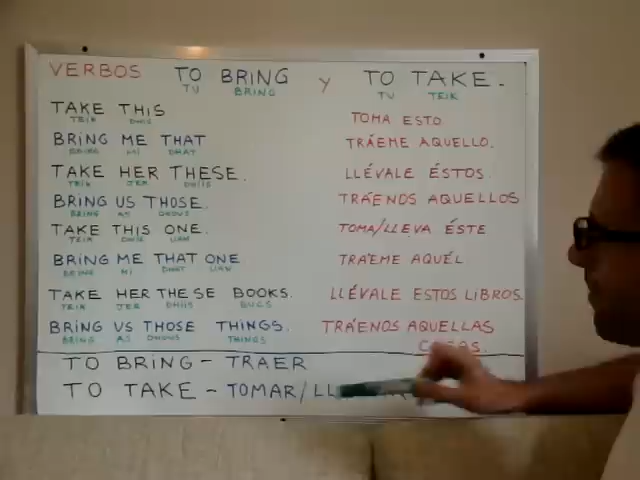 VERBOS TO BRING Y TO TAKE.
TU BRING TU TEIK
TAKE THIS TOMA ESTO
TEIK DHIS
BRING ME THAT TRÁEME AQUELLO.
BRING MI DHAT
TAKE HER THESE. LLÉVALE ÉSTOS.
TEIK JER DHIIS
BRING US THOSE. TRÁENOS AQUELLOS
BRING AS DHOUS
TAKE THIS ONE. TOMA/LLEVA ÉSTE
TEIK DHIS UAN
BRING ME THAT ONE TRÁEME AQUÉL
BRING MI DHAT UAN
TAKE HER THESE BOOKS. LLÉVALE ESTOS LIBROS.
TEIK JER DHIIS BUCS
BRING US THOSE THINGS. TRÁENOS AQUELLAS
BRING AS DHOUS THINGS COSAS.
TO BRING - TRAER
TO TAKE - TOMAR/LL